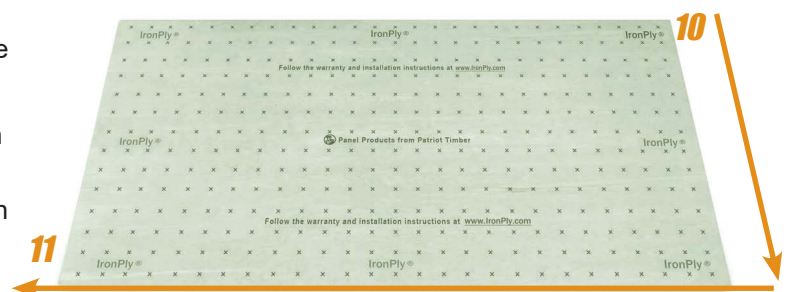 IronPly® IronPly® IronPly® 10
e
Follow the warranty and installation instructions at www.IronPly.com
IronPly® Panel Products from Patriot Timber IronPly®
n
Follow the warranty and installation instructions at www.IronPly.com
11
IronPly® IronPly® IronPly®